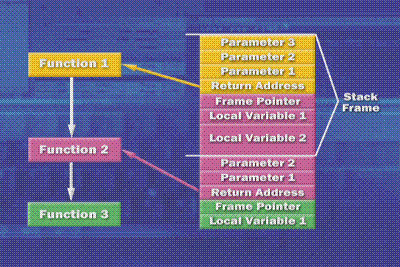 Function 1
Function 2
Function 3
Parameter 3
Parameter 2
Parameter 1
Return Address
Frame Pointer
Local Variable 1
Local Variable 2
Parameter 2
Parameter 1
Return Address
Frame Pointer
Local Variable 1
Stack
Frame